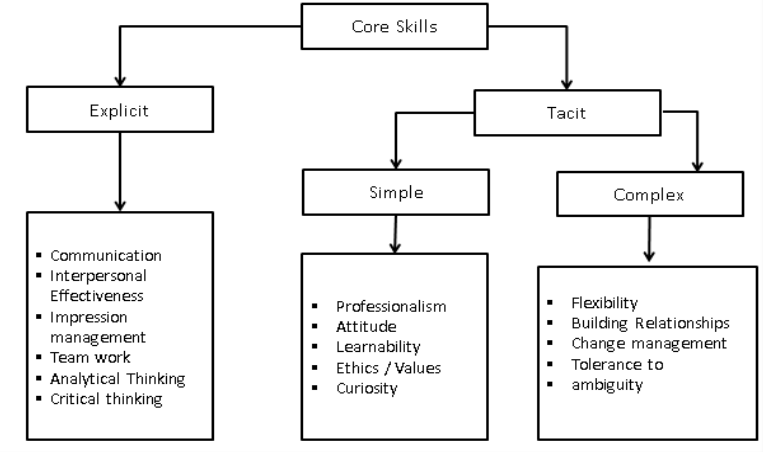 Core Skills
Explicit
Tacit
Simple
Complex
▪ Communication
▪ Interpersonal
Effectiveness
▪ Impression
management
▪ Team work
▪ Analytical Thinking
▪ Critical thinking
▪ Professionalism
▪ Attitude
▪ Learnability
▪ Ethics / Values
▪ Curiosity
▪ Flexibility
▪ Building Relationships
▪ Change management
▪ Tolerance to
▪ ambiguity